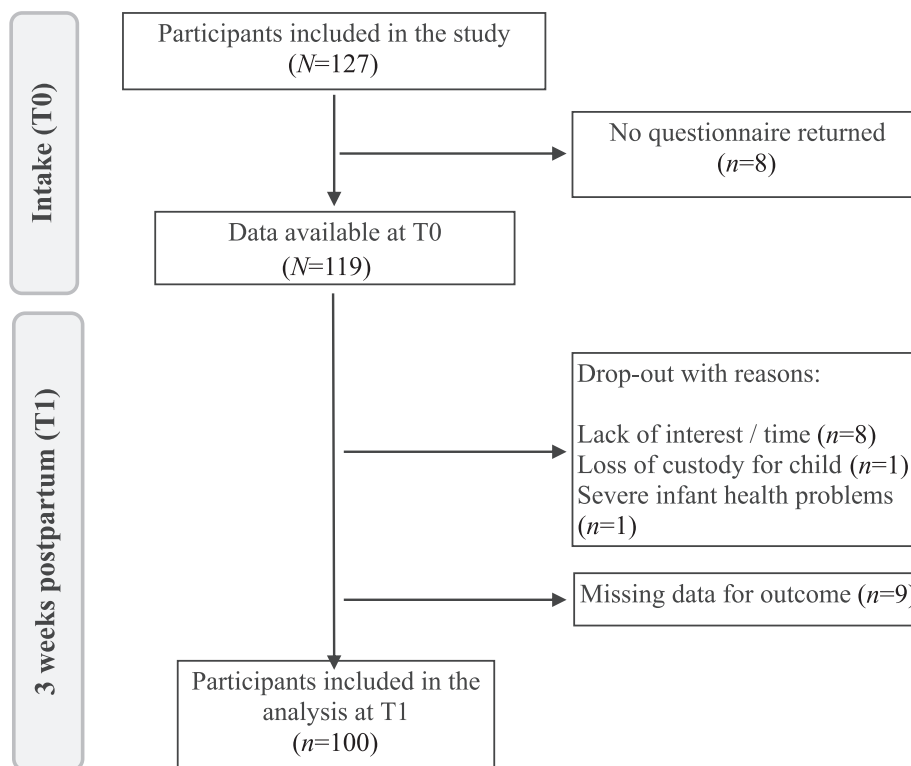 Intake (T0)
Participants included in the study
(N=127)
No questionnaire returned
(n=8)
Data available at T0
(N=119)
3 weeks postpartum (T1)
Drop-out with reasons:
Lack of interest / time (n=8)
Loss of custody for child (n=1)
Severe infant health problems
(n=1)
Missing data for outcome (n=9)
Participants included in the
analysis at T1
(n=100)